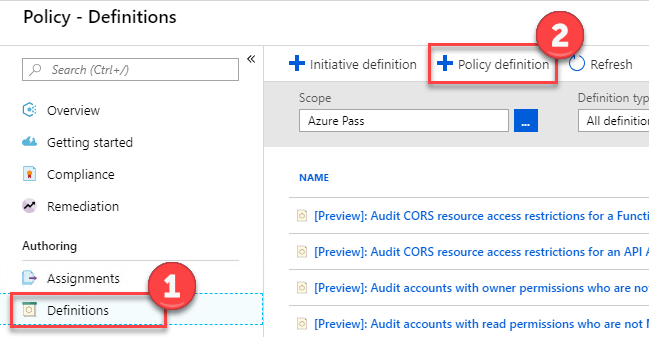 Policy - Definitions
Search (Ctrl+/)
«
Overview
Getting started
Compliance
Remediation
Authoring
Assignments
1
Definitions
Initiative definition
2
Policy definition
Refresh
Scope
Definition typ
Azure Pass
...
All definitio
NAME
[Preview]: Audit CORS resource access restrictions for a Functi
[Preview]: Audit CORS resource access restrictions for an API A
[Preview]: Audit accounts with owner permissions who are no
[Preview]: Audit accounts with read permissions who are not M